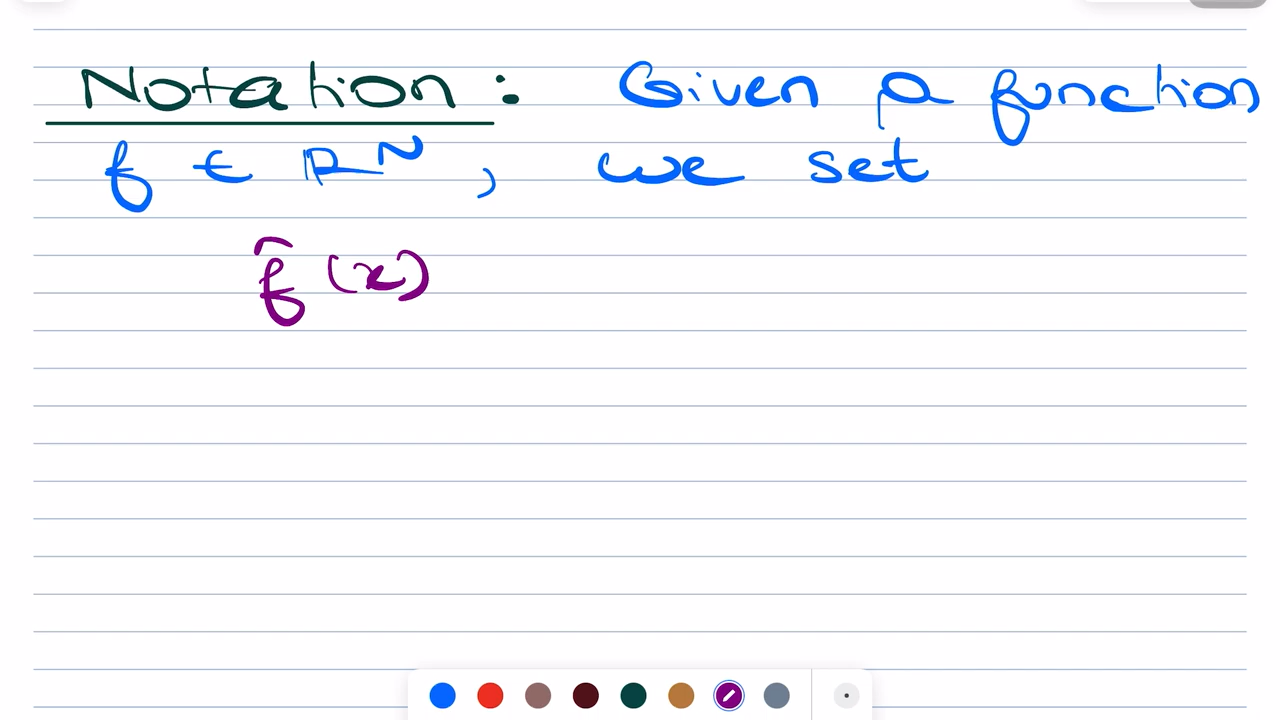 Notation : Given a function
f ∈ ℝᴺ , we set
f̂ (x)